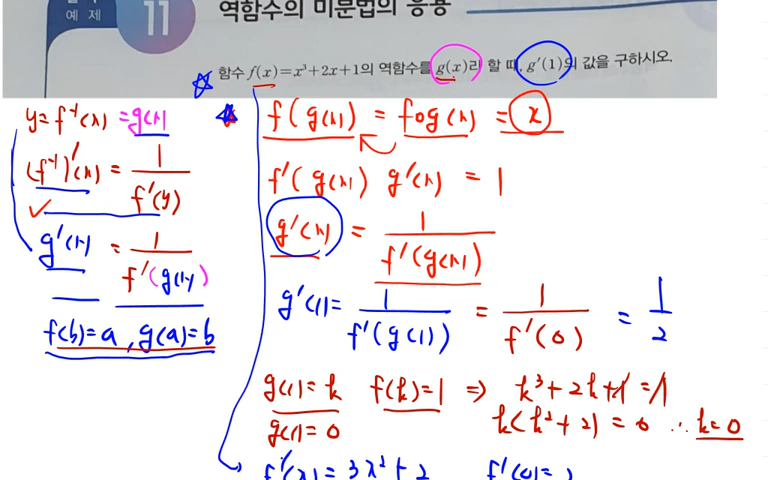 예제 11 역함수의 미분법의 응용
함수 f(x)=x³+2x+1의 역함수를 g(x)라 할 때, g′(1)의 값을 구하시오.
y=f⁻¹(x)=g(x)
(f⁻¹)′(x)=1/f′(y)
g′(x)=1/f′(g(x))
f(b)=a, g(a)=b
f(g(x))=f∘g(x)=x
f′(g(x)) g′(x)=1
g′(x)=1/f′(g(x))
g′(1)=1/f′(g(1))=1/f′(0)=1/2
g(1)=k f(k)=1 ⇒ k³+2k+1=1
g(1)=0 k(k²+2)=0 ∴k=0
f′(x)=3x²+2 f′(0)=2